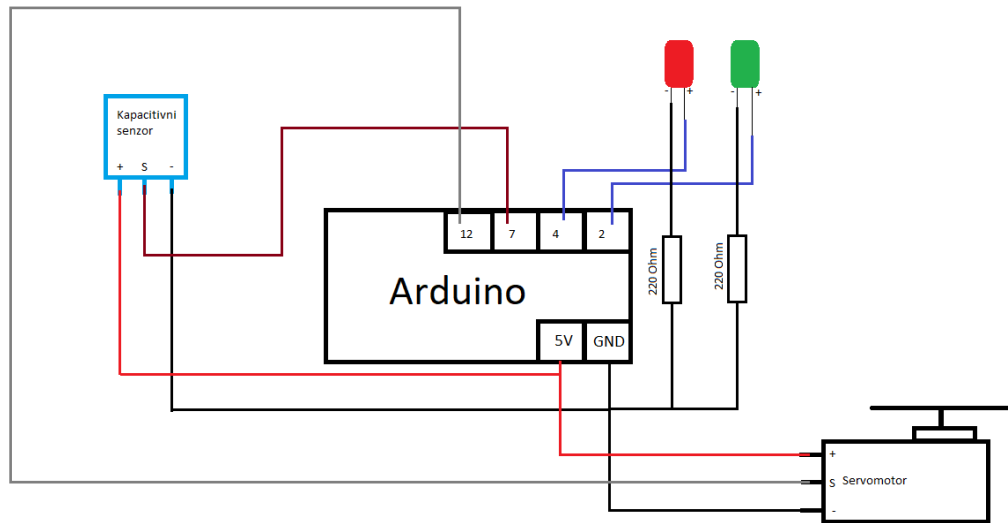 - + - +
Kapacitivni
senzor
+ S -
12 7 4 2
220 Ohm
220 Ohm
Arduino
5V GND
+
S Servomotor
-